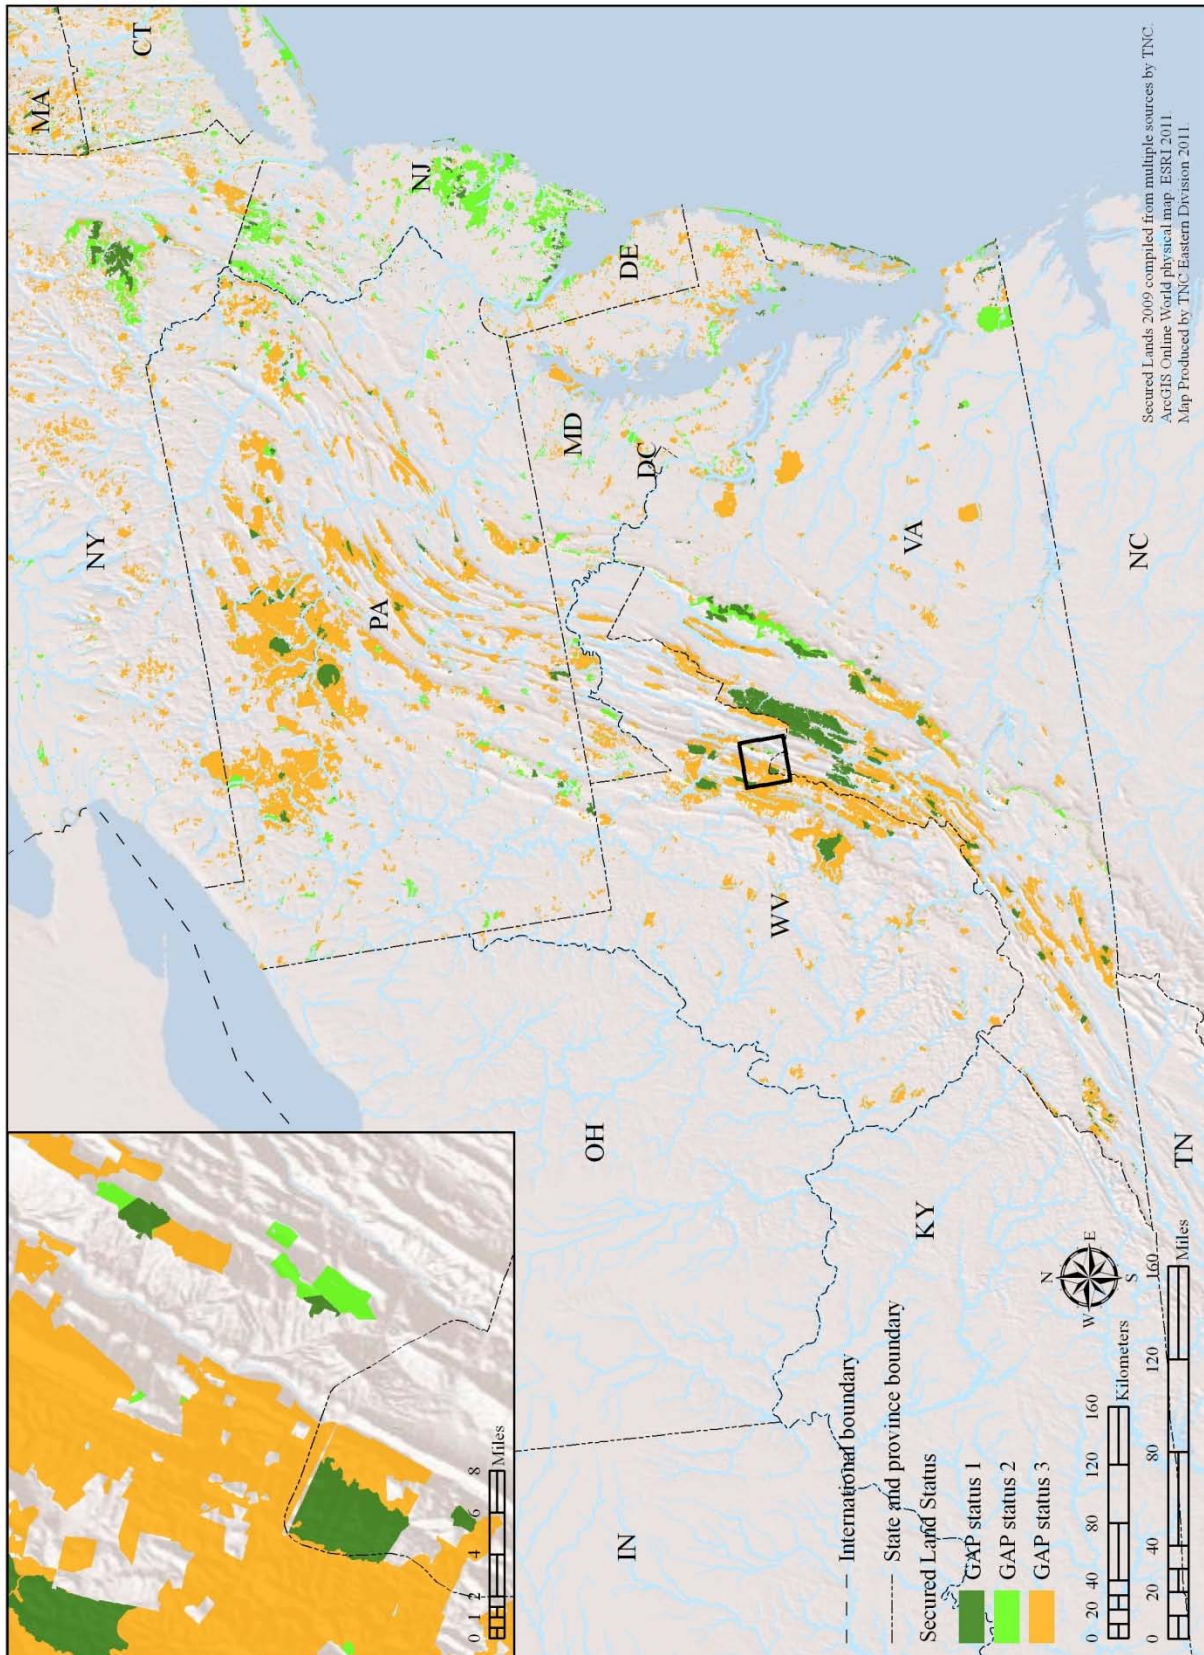 MA
CT
NY
NJ
PA
DE
MD
DC
OH
WV
VA
IN
KY
NC
TN
0 1 2 4 6 8
Miles
International boundary
State and province boundary
Secured Land Status
GAP status 1
GAP status 2
GAP status 3
N
W E
S
0 20 40 80 120 160
Kilometers
0 20 40 80 120 160
Miles
Secured Lands 2009 compiled from multiple sources by TNC.
ArcGIS Online World physical map. ESRI 2011.
Map Produced by TNC Eastern Division 2011.